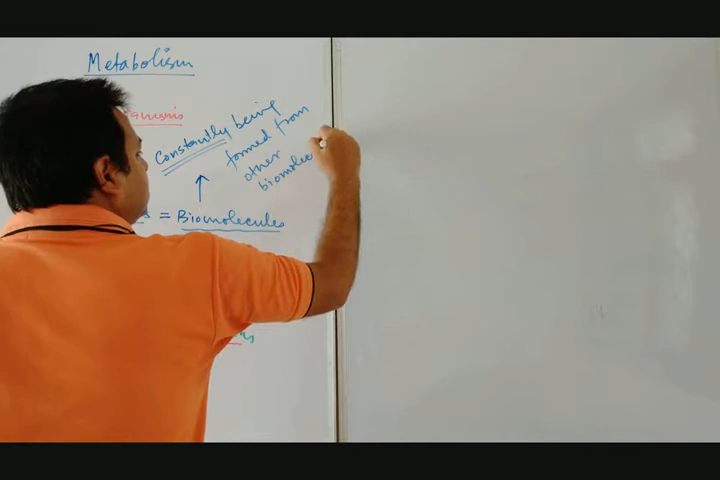 Metabolism
Constantly being
formed from
other
biomolec
= Biomolecules